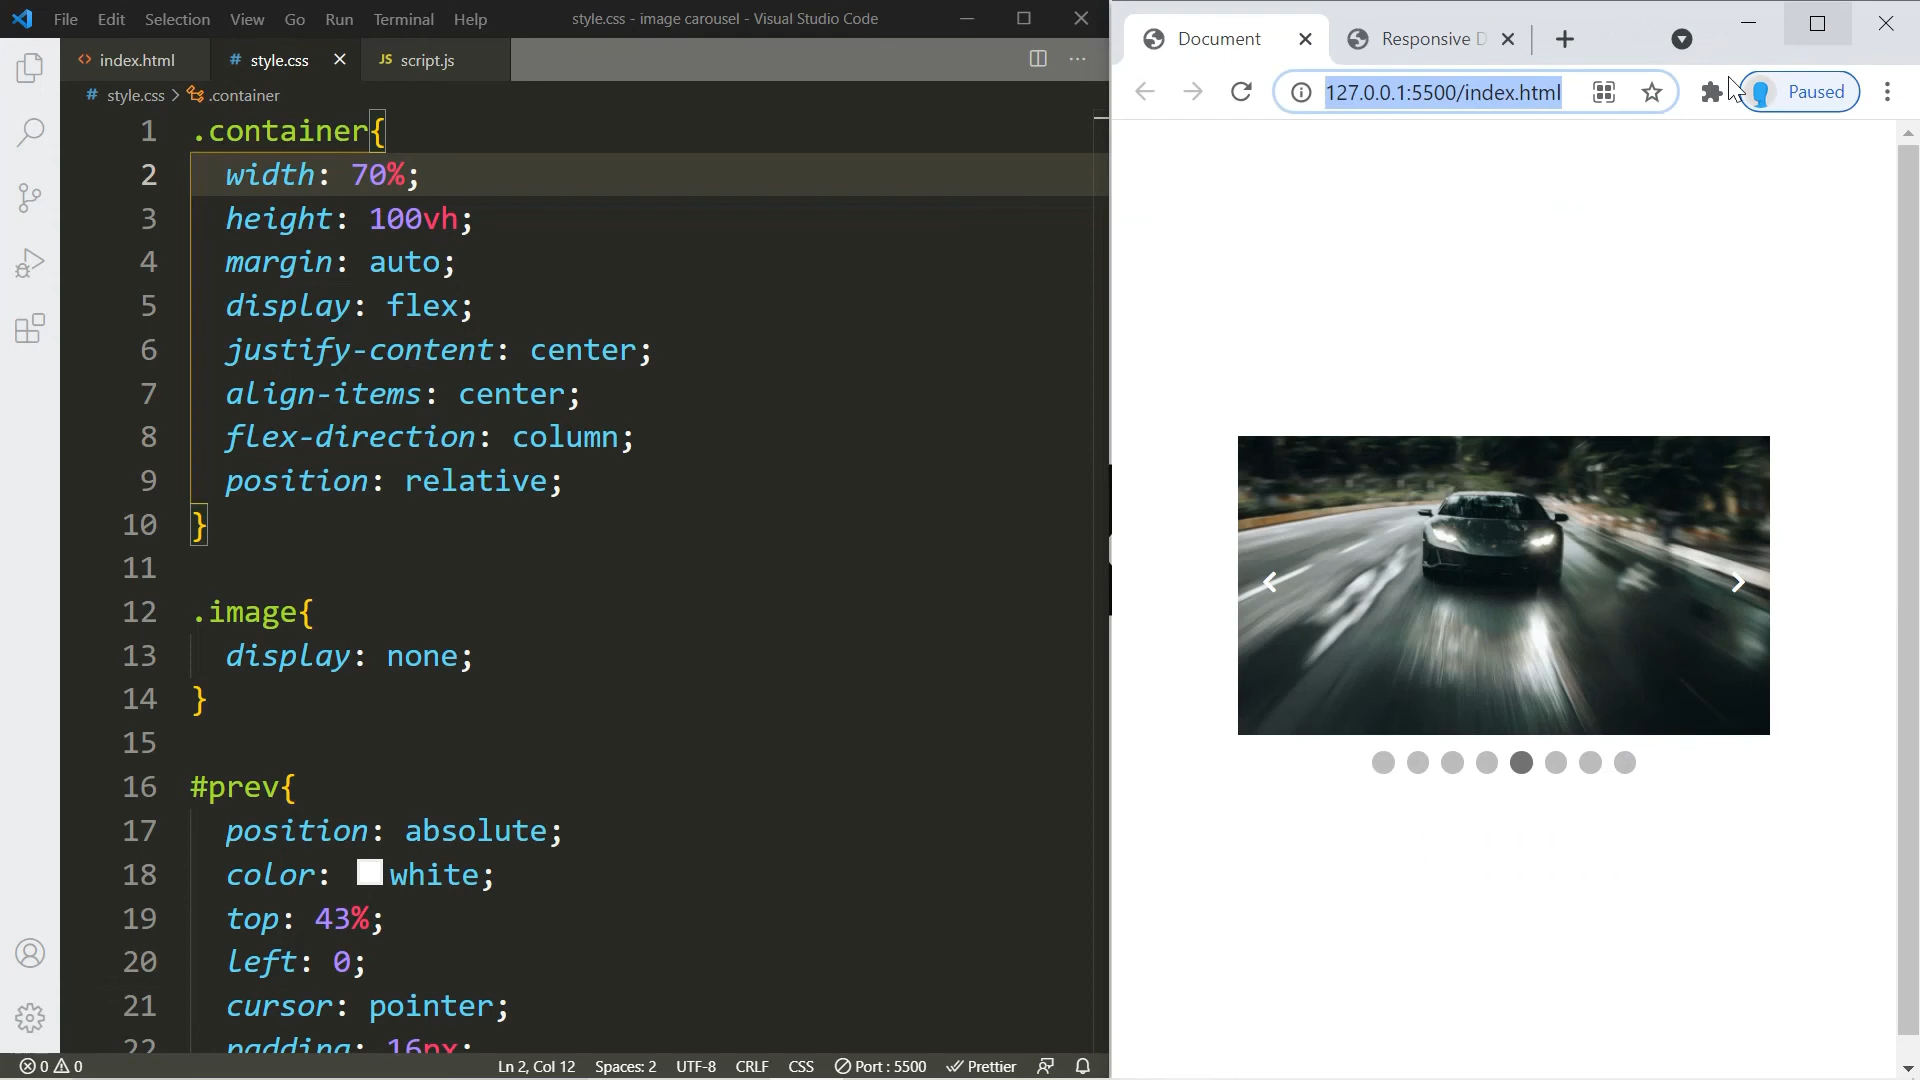 File Edit Selection View Go Run Terminal Help style.css - image carousel - Visual Studio Code
index.html # style.css JS script.js
# style.css > .container
1 .container{
2 width: 70%;
3 height: 100vh;
4 margin: auto;
5 display: flex;
6 justify-content: center;
7 align-items: center;
8 flex-direction: column;
9 position: relative;
10 }
11
12 .image{
13 display: none;
14 }
15
16 #prev{
17 position: absolute;
18 color: white;
19 top: 43%;
20 left: 0;
21 cursor: pointer;
22 padding: 16px;
0 0 Ln 2, Col 12 Spaces: 2 UTF-8 CRLF CSS Port : 5500 Prettier
Document Responsive D
127.0.0.1:5500/index.html Paused